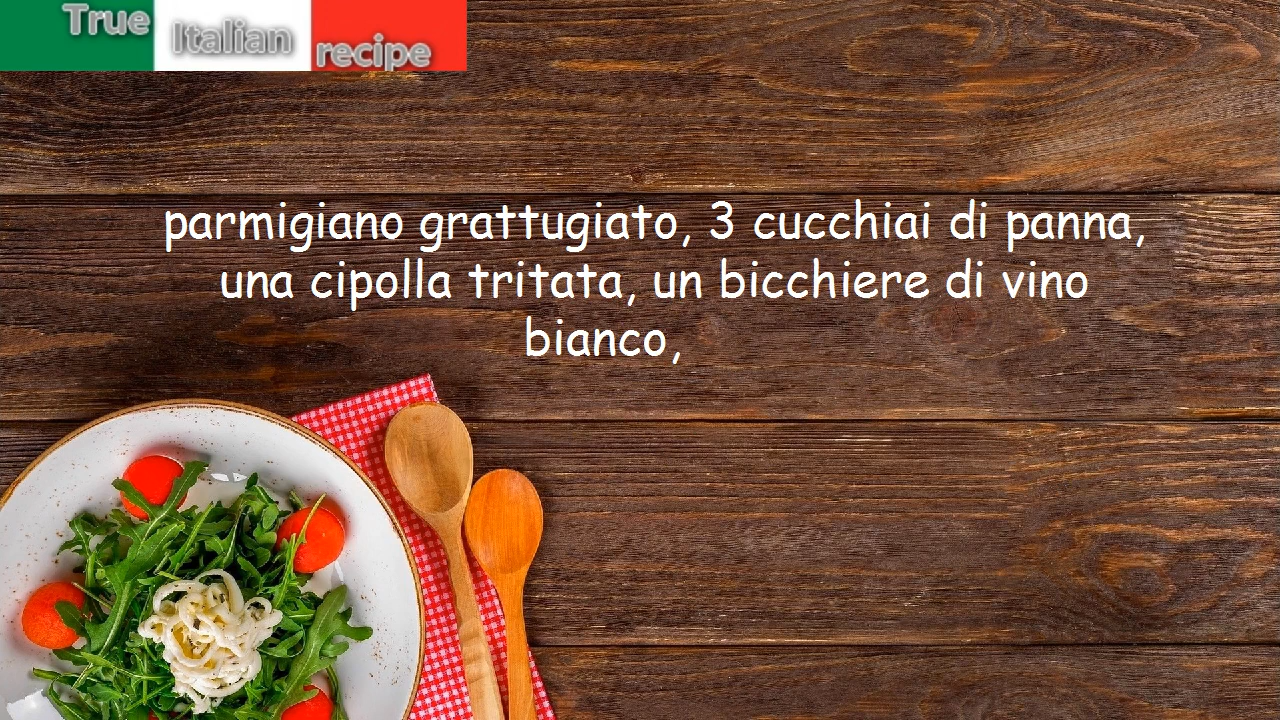 True Italian recipe
parmigiano grattugiato, 3 cucchiai di panna,
una cipolla tritata, un bicchiere di vino
bianco,